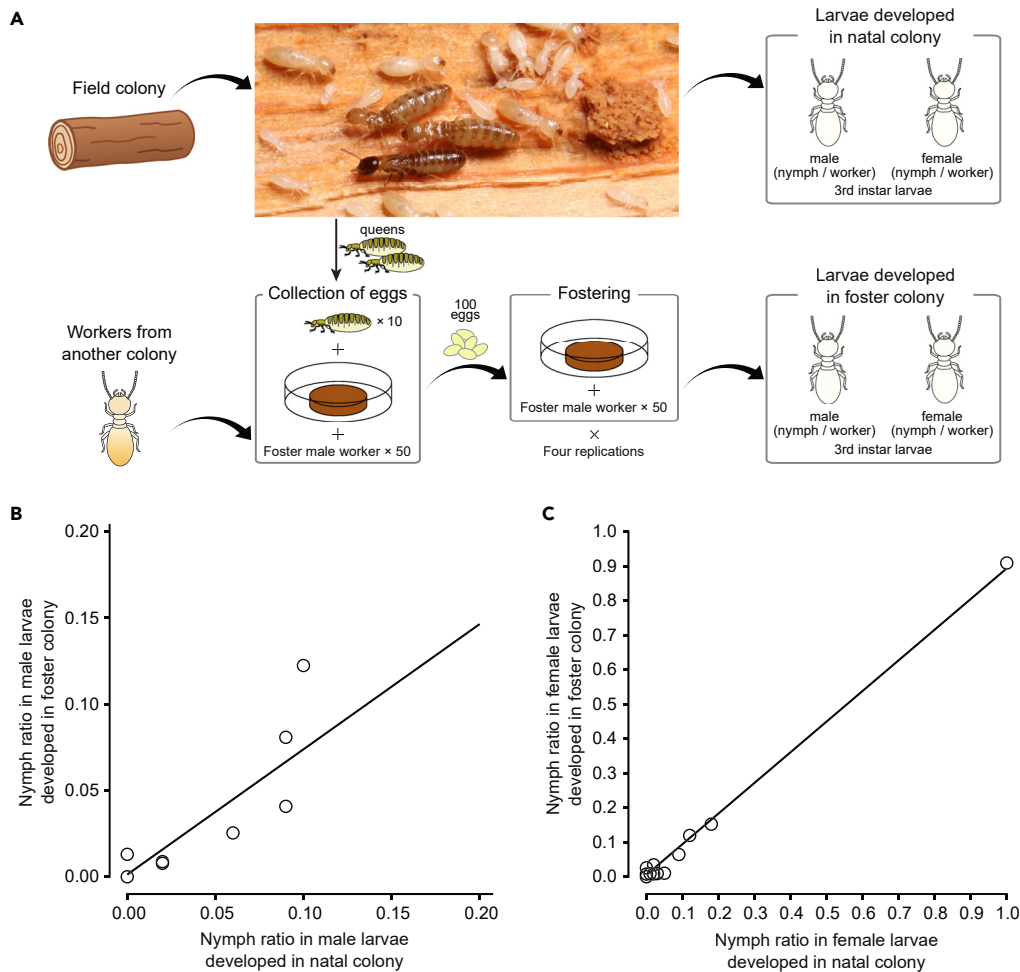 A
Field colony
Larvae developed
in natal colony
male
(nymph / worker)
female
(nymph / worker)
3rd instar larvae
queens
Workers from
another colony
Collection of eggs
× 10
+
+
Foster male worker × 50
100
eggs
Fostering
+
Foster male worker × 50
×
Four replications
Larvae developed
in foster colony
male
(nymph / worker)
female
(nymph / worker)
3rd instar larvae
B
Nymph ratio in male larvae
developed in foster colony
0.20
0.15
0.10
0.05
0.00
0.00 0.05 0.10 0.15 0.20
Nymph ratio in male larvae
developed in natal colony
C
Nymph ratio in female larvae
developed in foster colony
1.0
0.9
0.8
0.7
0.6
0.5
0.4
0.3
0.2
0.1
0.00
0.0 0.1 0.2 0.3 0.4 0.5 0.6 0.7 0.8 0.9 1.0
Nymph ratio in female larvae
developed in natal colony